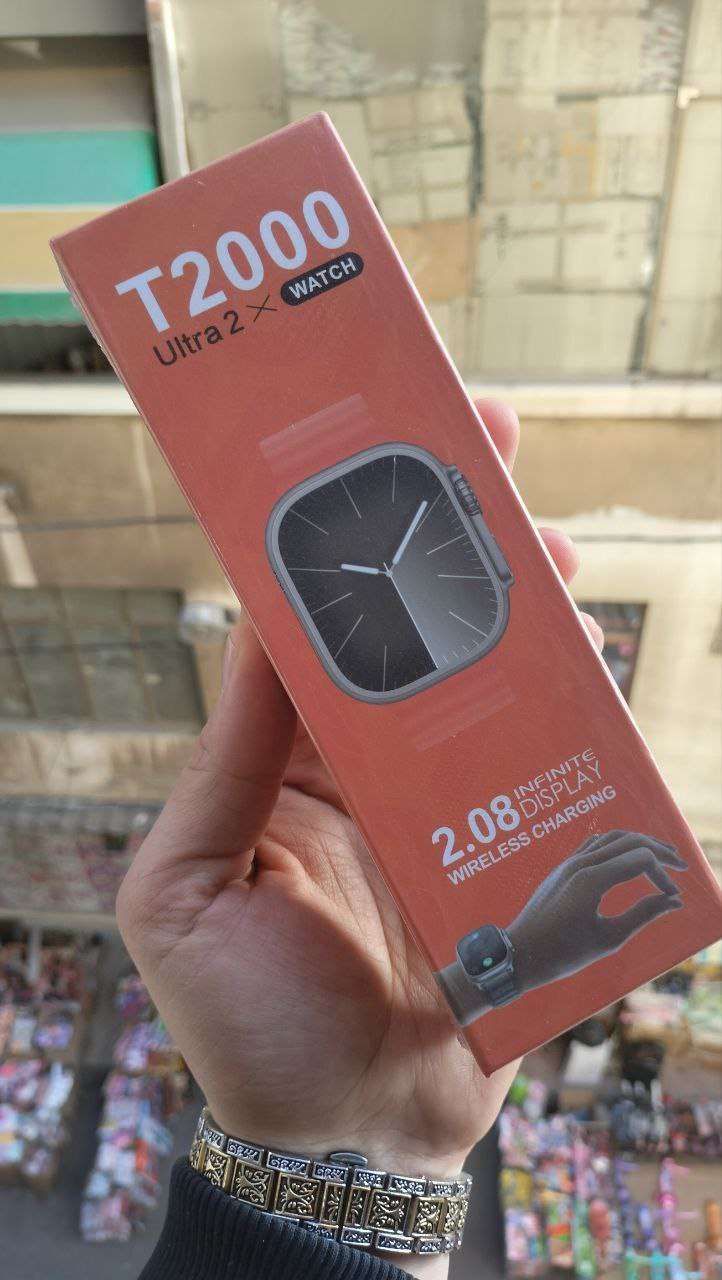 T2000
Ultra 2 × WATCH
2.08 INFINITE
DISPLAY
WIRELESS CHARGING